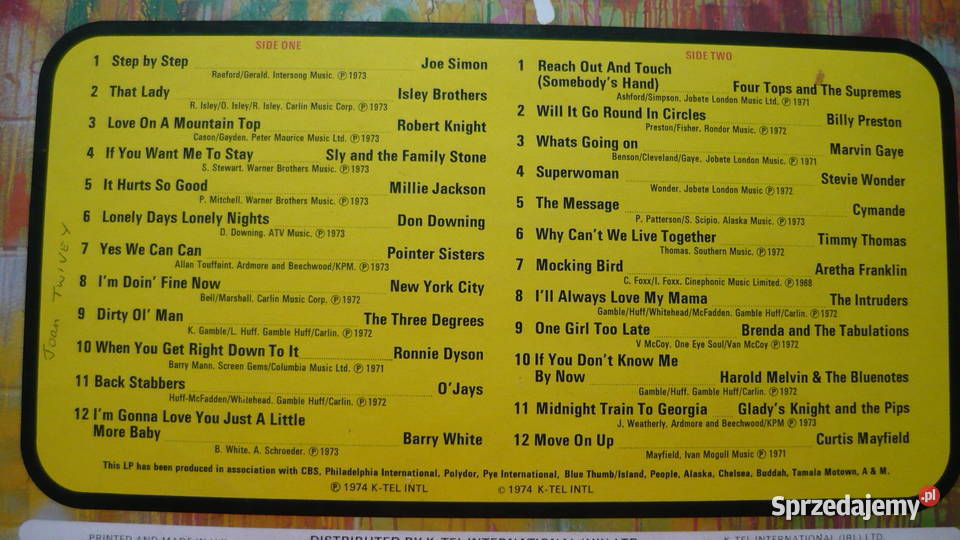 SIDE ONE
1 Step by Step Joe Simon
Raeford/Gerald. Intersong Music. Ⓟ 1973
2 That Lady Isley Brothers
R. Isley/O. Isley/R. Isley. Carlin Music Corp. Ⓟ 1973
3 Love On A Mountain Top Robert Knight
Cason/Gayden. Peter Maurice Music Ltd. Ⓟ 1973
4 If You Want Me To Stay Sly and the Family Stone
S. Stewart. Warner Brothers Music. Ⓟ 1973
5 It Hurts So Good Millie Jackson
P. Mitchell. Warner Brothers Music. Ⓟ 1973
6 Lonely Days Lonely Nights Don Downing
D. Downing. ATV Music. Ⓟ 1973
7 Yes We Can Can Pointer Sisters
Allan Touffaint. Ardmore and Beechwood/KPM. Ⓟ 1973
8 I'm Doin' Fine Now New York City
Bell/Marshall. Carlin Music Corp. Ⓟ 1972
9 Dirty Ol' Man The Three Degrees
K. Gamble/L. Huff. Gamble Huff/Carlin. Ⓟ 1972
10 When You Get Right Down To It Ronnie Dyson
Barry Mann. Screen Gems/Columbia Music Ltd. Ⓟ 1971
11 Back Stabbers O'Jays
Huff-McFadden/Whitehead. Gamble Huff/Carlin. Ⓟ 1972
12 I'm Gonna Love You Just A Little
More Baby Barry White
B. White. A. Schroeder. Ⓟ 1973
SIDE TWO
1 Reach Out And Touch
(Somebody's Hand) Four Tops and The Supremes
Ashford/Simpson. Jobete London Music Ltd. Ⓟ 1971
2 Will It Go Round In Circles Billy Preston
Preston/Fisher. Rondor Music. Ⓟ 1972
3 Whats Going on Marvin Gaye
Benson/Cleveland/Gaye. Jobete London Music. Ⓟ 1971
4 Superwoman Stevie Wonder
Wonder. Jobete London Music Ⓟ 1972
5 The Message Cymande
P. Patterson/S. Scipio. Alaska Music. Ⓟ 1973
6 Why Can't We Live Together Timmy Thomas
Thomas. Southern Music. Ⓟ 1972
7 Mocking Bird Aretha Franklin
C. Foxx/I. Foxx. Cinephonic Music Limited. Ⓟ 1968
8 I'll Always Love My Mama The Intruders
Gamble/Huff/Whitehead/McFadden. Gamble Huff/Carlin. Ⓟ 1973
9 One Girl Too Late Brenda and The Tabulations
V McCoy. One Eye Soul/Van McCoy Ⓟ 1972
10 If You Don't Know Me
By Now Harold Melvin & The Bluenotes
Gamble/Huff. Gamble Huff/Carlin. Ⓟ 1972
11 Midnight Train To Georgia Glady's Knight and the Pips
J. Weatherly. Ardmore and Beechwood/KPM Ⓟ 1973
12 Move On Up Curtis Mayfield
Mayfield, Ivan Mogull Music Ⓟ 1971
This LP has been produced in association with CBS, Philadelphia International, Polydor, Pye International, Blue Thumb/Island, People, Alaska, Chelsea, Buddah, Tamala Motown, A & M.
Ⓟ 1974 K-TEL INTL © 1974 K-TEL INTL
JOAN TWIVEY
PRINTED AND MADE IN
DISTRIBUTED BY K-TEL INTERNATIONAL (UK) LTD
K-TEL INTERNATIONAL (IRL) LTD.
Sprzedajemy.pl